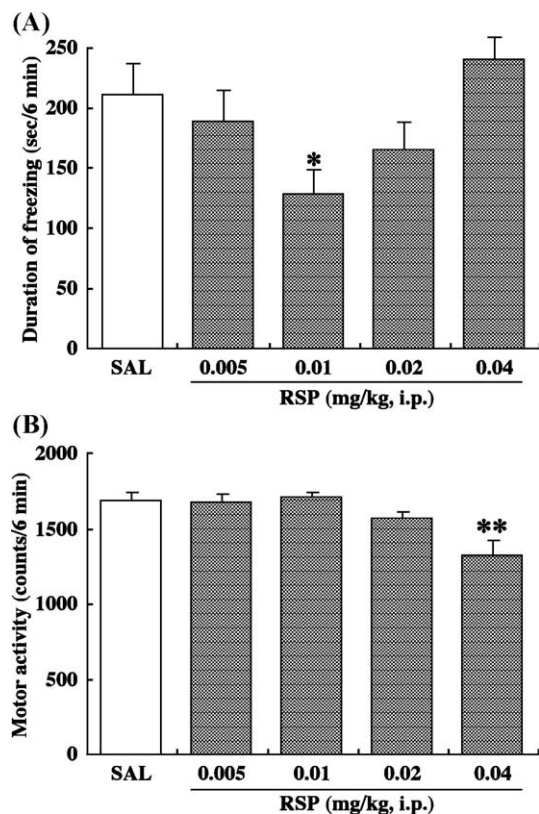 (A)
Duration of freezing (sec/6 min)
250
200
150
100
50
0
*
SAL 0.005 0.01 0.02 0.04
RSP (mg/kg, i.p.)
(B)
Motor activity (counts/6 min)
2000
1500
1000
500
0
**
SAL 0.005 0.01 0.02 0.04
RSP (mg/kg, i.p.)